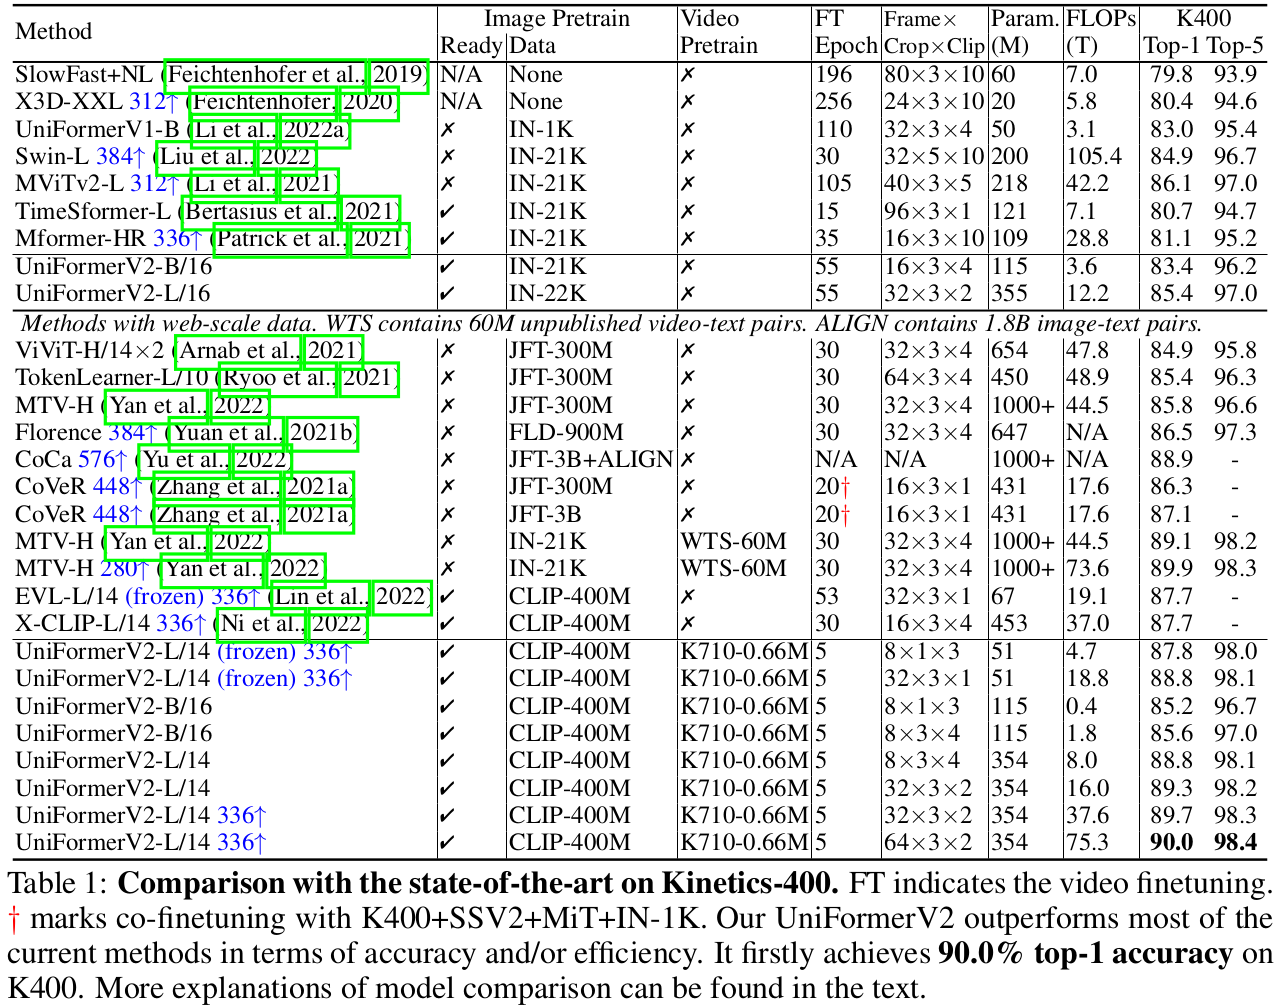 Method Image Pretrain Video FT Frame× Param. FLOPs K400
Ready Data Pretrain Epoch Crop×Clip (M) (T) Top-1 Top-5
SlowFast+NL (Feichtenhofer et al., 2019) N/A None ✗ 196 80×3×10 60 7.0 79.8 93.9
X3D-XXL 312↑ (Feichtenhofer, 2020) N/A None ✗ 256 24×3×10 20 5.8 80.4 94.6
UniFormerV1-B (Li et al., 2022a) ✗ IN-1K ✗ 110 32×3×4 50 3.1 83.0 95.4
Swin-L 384↑ (Liu et al., 2022) ✗ IN-21K ✗ 30 32×5×10 200 105.4 84.9 96.7
MViTv2-L 312↑ (Li et al., 2021) ✗ IN-21K ✗ 105 40×3×5 218 42.2 86.1 97.0
TimeSformer-L (Bertasius et al., 2021) ✔ IN-21K ✗ 15 96×3×1 121 7.1 80.7 94.7
Mformer-HR 336↑ (Patrick et al., 2021) ✔ IN-21K ✗ 35 16×3×10 109 28.8 81.1 95.2
UniFormerV2-B/16 ✔ IN-21K ✗ 55 16×3×4 115 3.6 83.4 96.2
UniFormerV2-L/16 ✔ IN-22K ✗ 55 32×3×2 355 12.2 85.4 97.0
Methods with web-scale data. WTS contains 60M unpublished video-text pairs. ALIGN contains 1.8B image-text pairs.
ViViT-H/14×2 (Arnab et al., 2021) ✗ JFT-300M ✗ 30 32×3×4 654 47.8 84.9 95.8
TokenLearner-L/10 (Ryoo et al., 2021) ✗ JFT-300M ✗ 30 64×3×4 450 48.9 85.4 96.3
MTV-H (Yan et al., 2022) ✗ JFT-300M ✗ 30 32×3×4 1000+ 44.5 85.8 96.6
Florence 384↑ (Yuan et al., 2021b) ✗ FLD-900M ✗ 30 32×3×4 647 N/A 86.5 97.3
CoCa 576↑ (Yu et al., 2022) ✗ JFT-3B+ALIGN ✗ N/A N/A 1000+ N/A 88.9 -
CoVeR 448↑ (Zhang et al., 2021a) ✗ JFT-300M ✗ 20† 16×3×1 431 17.6 86.3 -
CoVeR 448↑ (Zhang et al., 2021a) ✗ JFT-3B ✗ 20† 16×3×1 431 17.6 87.1 -
MTV-H (Yan et al., 2022) ✗ IN-21K WTS-60M 30 32×3×4 1000+ 44.5 89.1 98.2
MTV-H 280↑ (Yan et al., 2022) ✗ IN-21K WTS-60M 30 32×3×4 1000+ 73.6 89.9 98.3
EVL-L/14 (frozen) 336↑ (Lin et al., 2022) ✔ CLIP-400M ✗ 53 32×3×1 67 19.1 87.7 -
X-CLIP-L/14 336↑ (Ni et al., 2022) ✔ CLIP-400M ✗ 30 16×3×4 453 37.0 87.7 -
UniFormerV2-L/14 (frozen) 336↑ ✔ CLIP-400M K710-0.66M 5 8×1×3 51 4.7 87.8 98.0
UniFormerV2-L/14 (frozen) 336↑ ✔ CLIP-400M K710-0.66M 5 32×3×1 51 18.8 88.8 98.1
UniFormerV2-B/16 ✔ CLIP-400M K710-0.66M 5 8×1×3 115 0.4 85.2 96.7
UniFormerV2-B/16 ✔ CLIP-400M K710-0.66M 5 8×3×4 115 1.8 85.6 97.0
UniFormerV2-L/14 ✔ CLIP-400M K710-0.66M 5 8×3×4 354 8.0 88.8 98.1
UniFormerV2-L/14 ✔ CLIP-400M K710-0.66M 5 32×3×2 354 16.0 89.3 98.2
UniFormerV2-L/14 336↑ ✔ CLIP-400M K710-0.66M 5 32×3×2 354 37.6 89.7 98.3
UniFormerV2-L/14 336↑ ✔ CLIP-400M K710-0.66M 5 64×3×2 354 75.3 90.0 98.4
Table 1: Comparison with the state-of-the-art on Kinetics-400. FT indicates the video finetuning.
† marks co-finetuning with K400+SSV2+MiT+IN-1K. Our UniFormerV2 outperforms most of the
current methods in terms of accuracy and/or efficiency. It firstly achieves 90.0% top-1 accuracy on
K400. More explanations of model comparison can be found in the text.